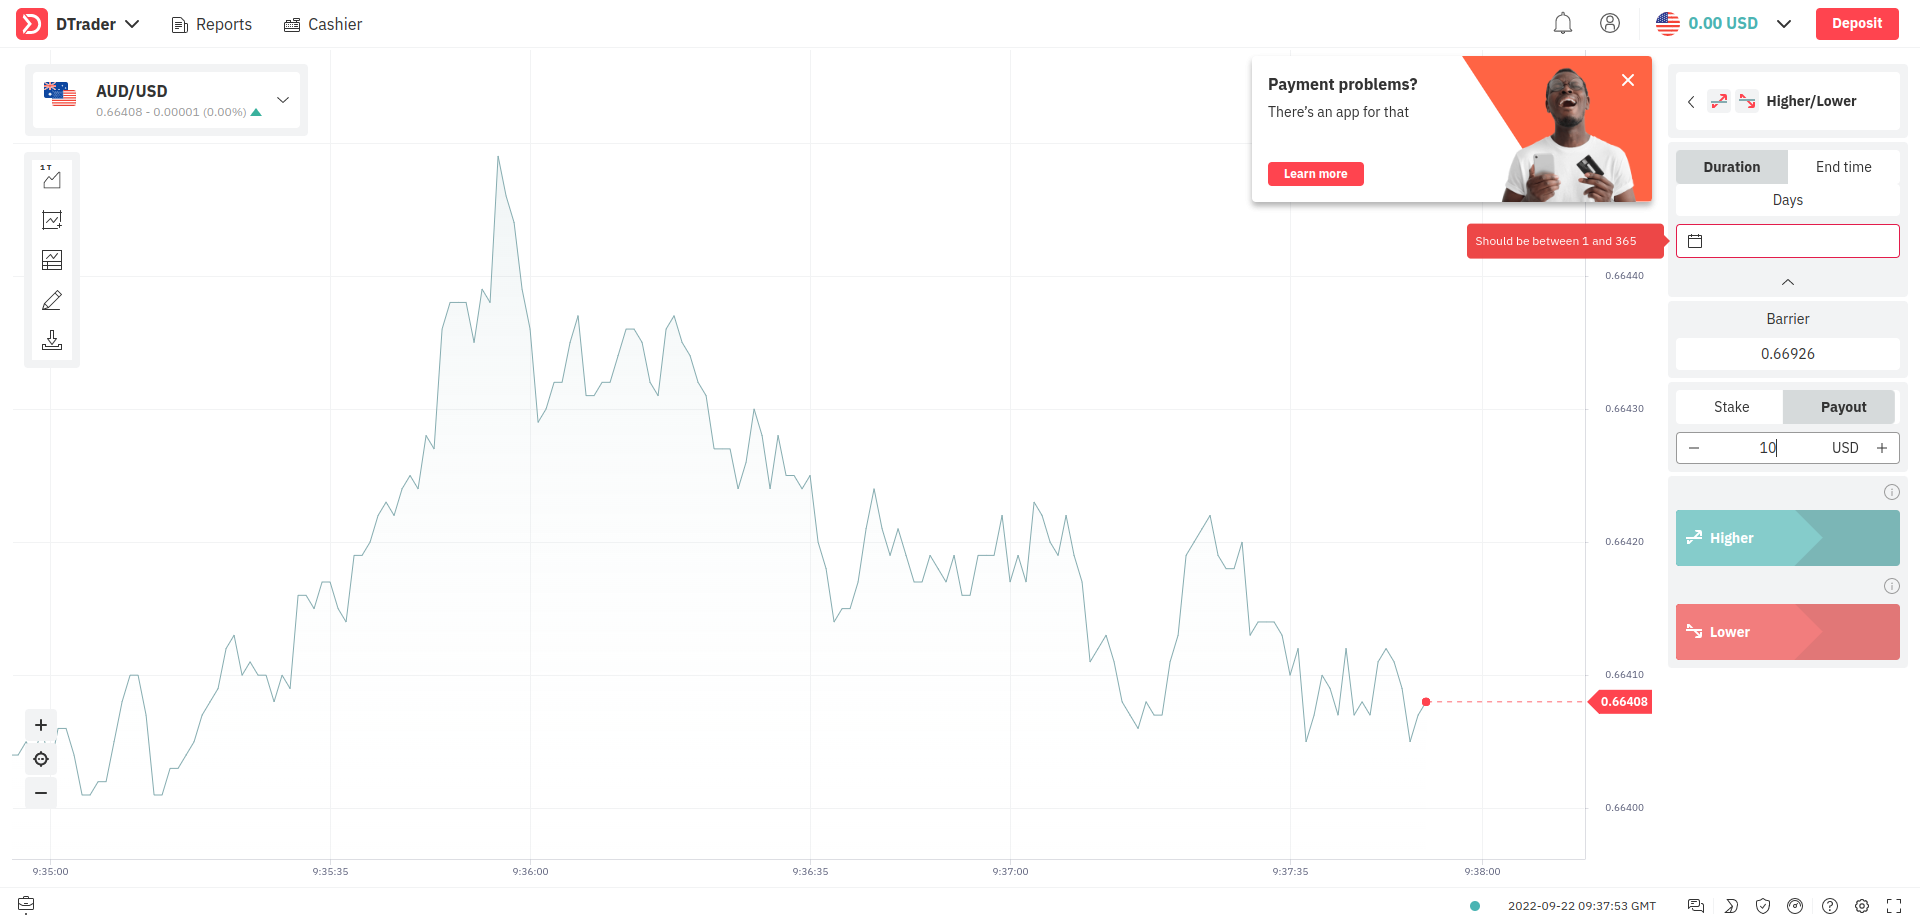 DTrader
Reports
Cashier
0.00 USD
Deposit
AUD/USD
0.66408 - 0.00001 (0.00%)
1 T
Payment problems?
There's an app for that
Learn more
Higher/Lower
Duration
End time
Days
Should be between 1 and 365
Barrier
0.66926
Stake
Payout
10
USD
Higher
Lower
0.66440
0.66430
0.66420
0.66410
0.66408
0.66400
9:35:00
9:35:35
9:36:00
9:36:35
9:37:00
9:37:35
9:38:00
2022-09-22 09:37:53 GMT